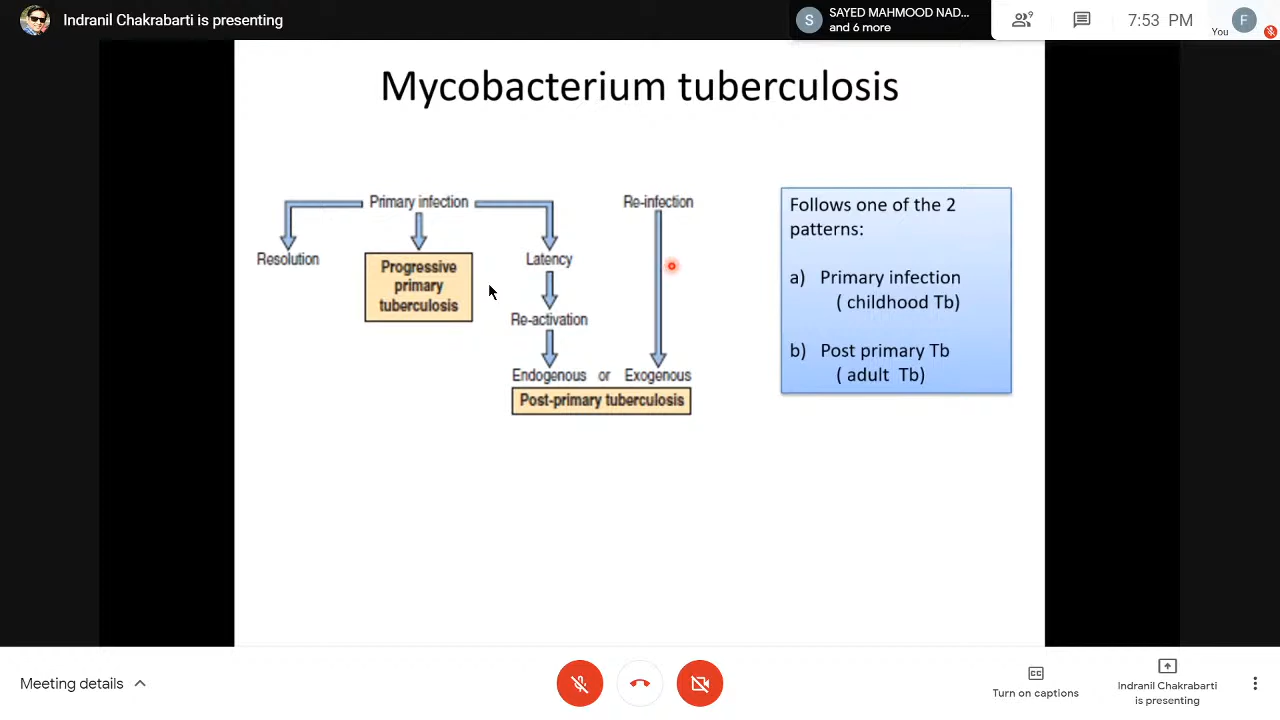 Indranil Chakrabarti is presenting
S
SAYED MAHMOOD NAD...
and 6 more
9
7:53 PM
You
F
Mycobacterium tuberculosis
Primary infection
Re-infection
Resolution
Progressive
primary
tuberculosis
Latency
Re-activation
Endogenous or Exogenous
Post-primary tuberculosis
Follows one of the 2
patterns:
a) Primary infection
( childhood Tb)
b) Post primary Tb
( adult Tb)
Meeting details
CC
Turn on captions
Indranil Chakrabarti
is presenting